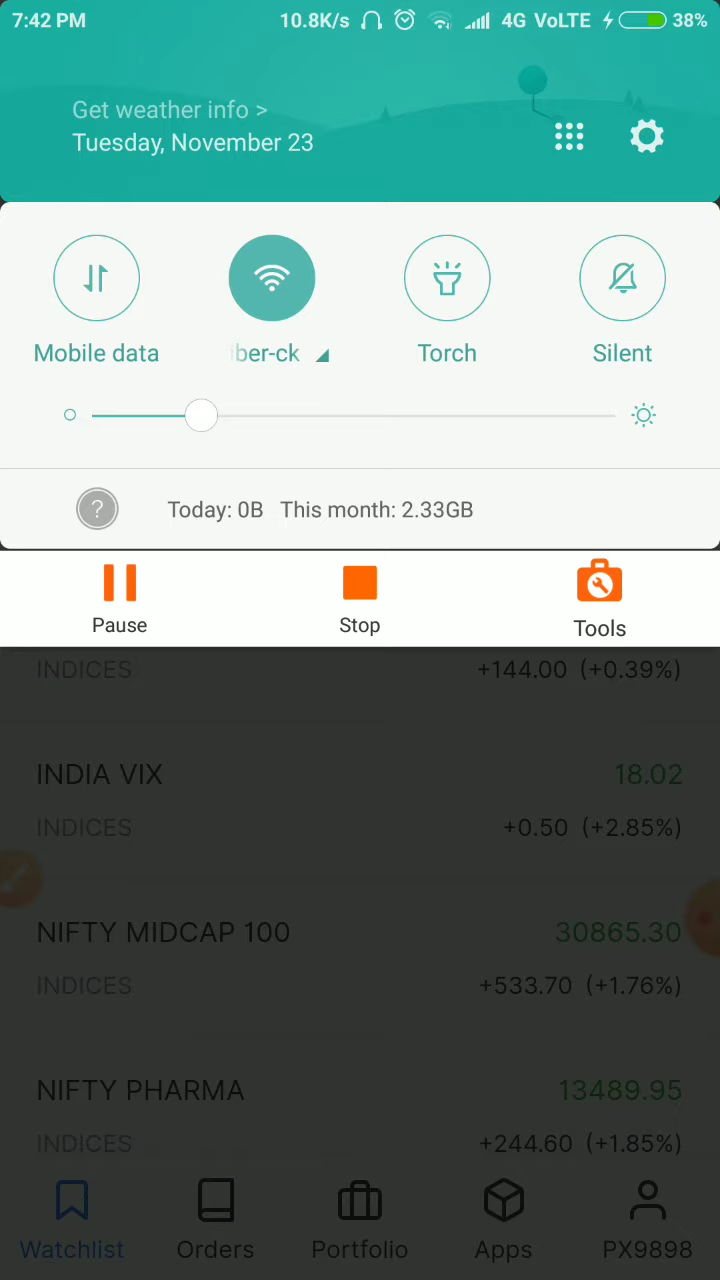 7:42 PM 10.8K/s 4G VoLTE 38%
Get weather info >
Tuesday, November 23
Mobile data ber-ck Torch Silent
? Today: 0B This month: 2.33GB
Pause Stop Tools
INDICES +144.00 (+0.39%)
INDIA VIX 18.02
INDICES +0.50 (+2.85%)
NIFTY MIDCAP 100 30865.30
INDICES +533.70 (+1.76%)
NIFTY PHARMA 13489.95
INDICES +244.60 (+1.85%)
Watchlist Orders Portfolio Apps PX9898